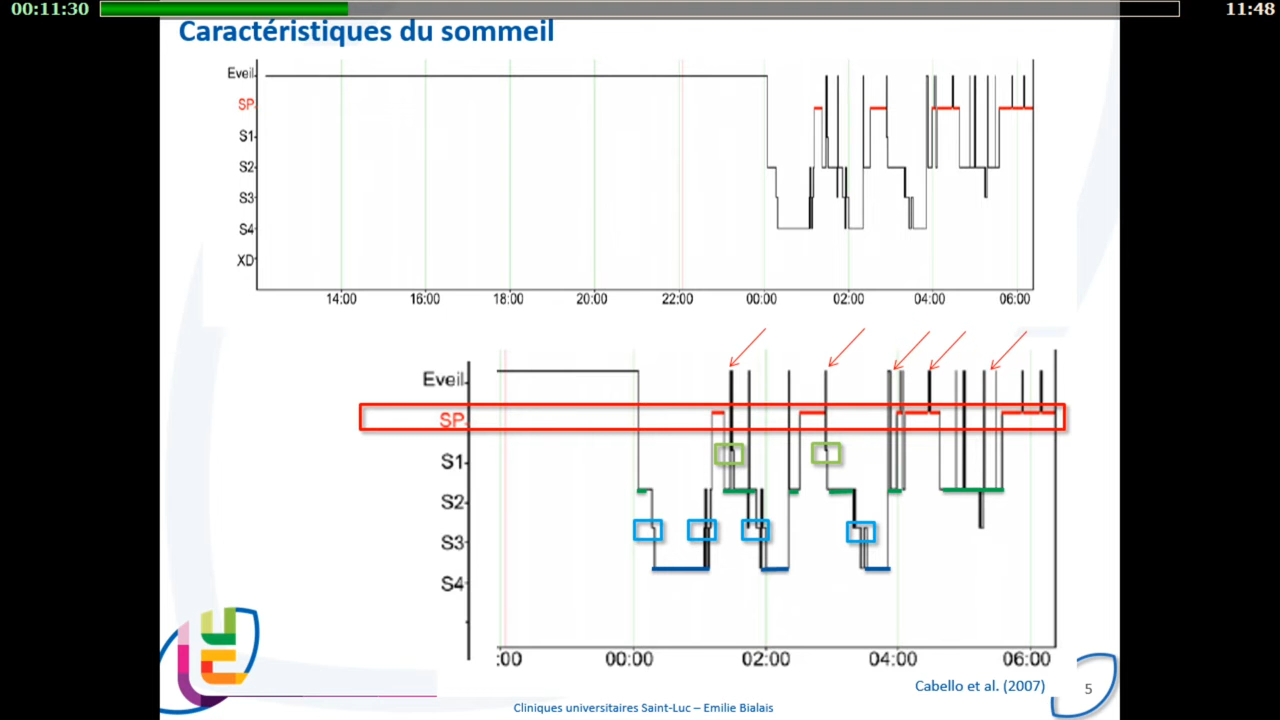 00:11:30
11:48
Caractéristiques du sommeil
Eveil
SP
S1
S2
S3
S4
XD
14:00 16:00 18:00 20:00 22:00 00:00 02:00 04:00 06:00
Eveil
SP
S1
S2
S3
S4
:00 00:00 02:00 04:00 06:00
Cabello et al. (2007)
5
Cliniques universitaires Saint-Luc – Emilie Bialais